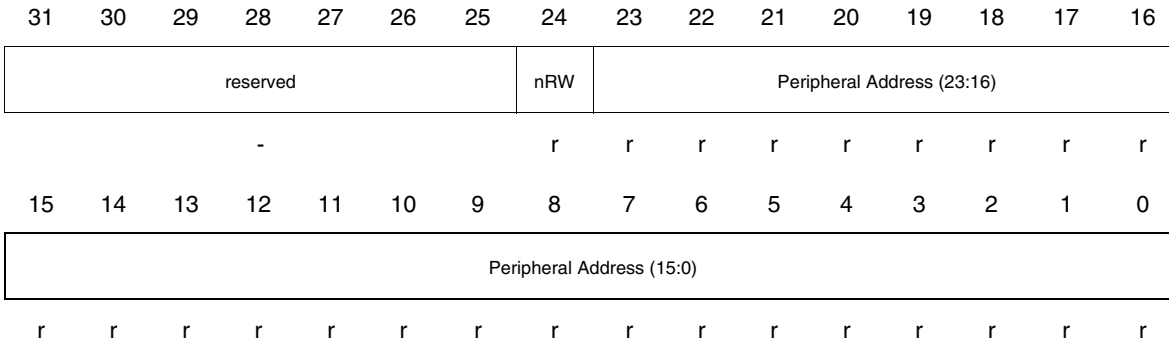 31 30 29 28 27 26 25 24 23 22 21 20 19 18 17 16
reserved nRW Peripheral Address (23:16)
- r r r r r r r r r
15 14 13 12 11 10 9 8 7 6 5 4 3 2 1 0
Peripheral Address (15:0)
r r r r r r r r r r r r r r r r